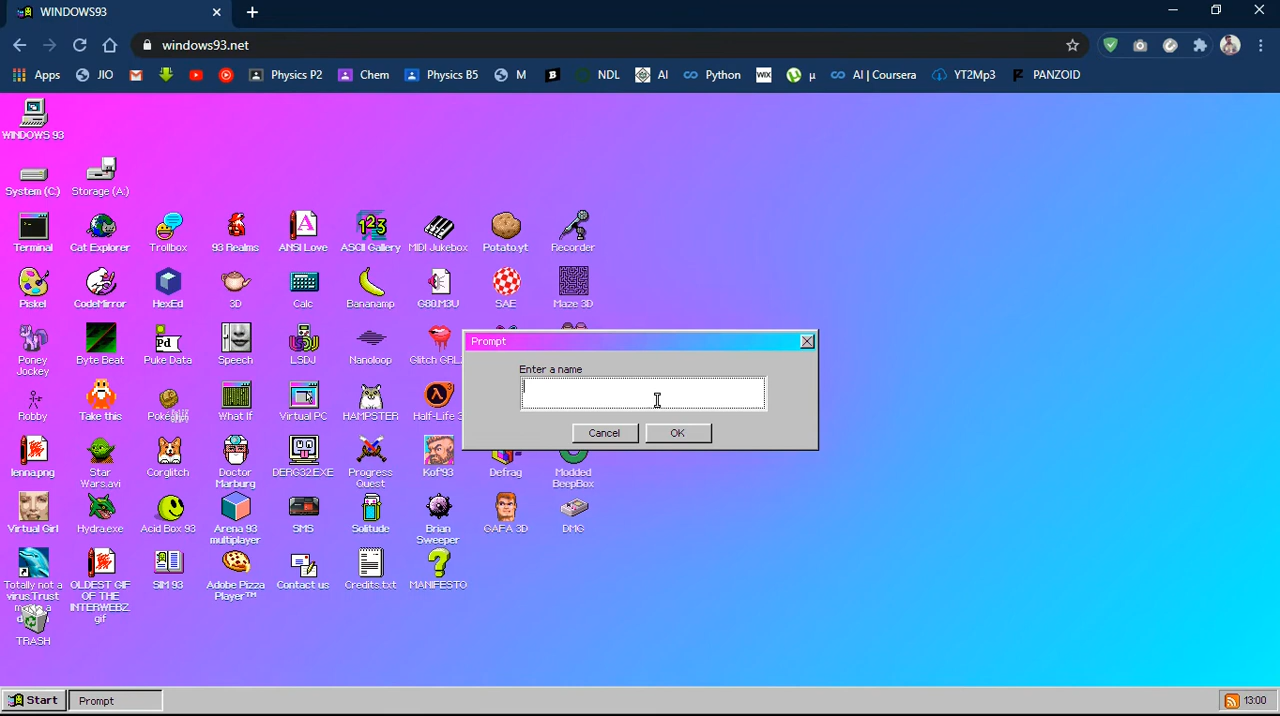 WINDOWS93
windows93.net
Apps JIO Physics P2 Chem Physics B5 M NDL AI Python WiX µ AI | Coursera YT2Mp3 PANZOID
WINDOWS 93
System (C:) Storage (A:)
Terminal Cat Explorer Trollbox 93 Realms ANSI Love ASCII Gallery MIDI Jukebox Potato.yt Recorder
Piskel CodeMirror HexEd 3D Calc Bananamp G80.M3U SAE Maze 3D
Prompt
Enter a name
Cancel OK
Poney Jockey Byte Beat Puke Data Speech LSDJ Nanoloop Glitch GRL
Robby Take this What If Virtual PC HAMPSTER Half-Life 3
lenna.png Star Wars.avi Corglitch Doctor Marburg DEFRG32.EXE Progress Quest Kof'93 Defrag Modded BeepBox
Virtual Girl Hydra.exe Acid Box 93 Arena 93 multiplayer SMS Solitude Brian Sweeper GAFA 3D DMG
Totally not a virus.Trust OLDEST GIF OF THE INTERWEBZ.gif SIM 93 Adobe Pizza Player™ Contact us Credits.txt MANIFESTO
TRASH
Start Prompt 13:00